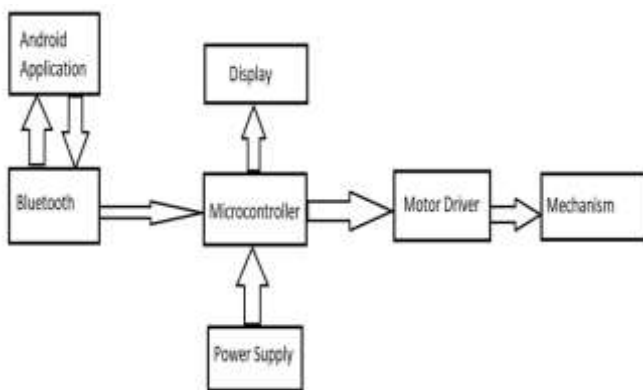 Android
Application
Display
Bluetooth
Microcontroller
Motor Driver
Mechanism
Power Supply